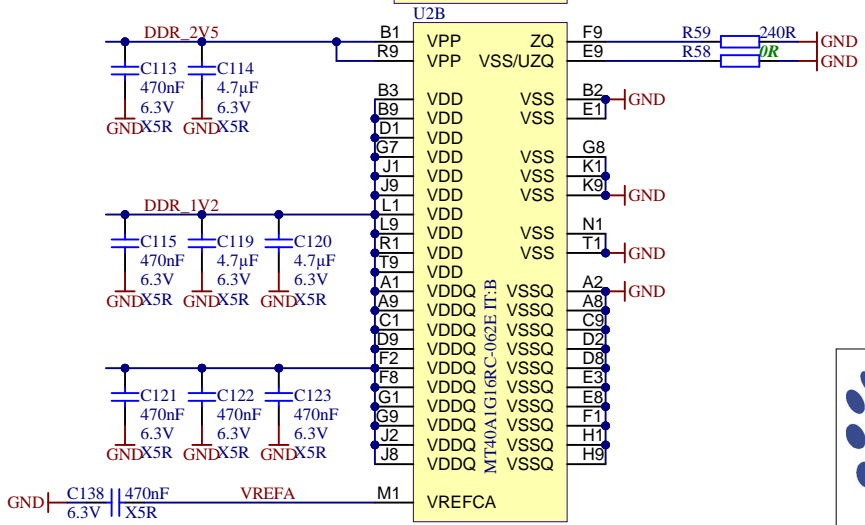 U2B
DDR_2V5 B1 VPP ZQ F9 R59 240R GND
R9 VPP VSS/UZQ E9 R58 0R GND
C113 C114
470nF 4.7µF
6.3V 6.3V
GND X5R GND X5R
B3 VDD VSS B2 GND
B9 VDD VSS E1
D1 VDD
G7 VDD VSS G8
J1 VDD VSS K1
J9 VDD VSS K9 GND
DDR_1V2 L1 VDD
L9 VDD VSS N1
R1 VDD VSS T1 GND
T9 VDD
C115 C119 C120
470nF 4.7µF 4.7µF
6.3V 6.3V 6.3V
GND X5R GND X5R GND X5R
A1 VDDQ VSSQ A2 GND
A9 VDDQ VSSQ A8
C1 VDDQ VSSQ C9
D9 VDDQ VSSQ D2
F2 VDDQ VSSQ D8
F8 VDDQ VSSQ E3
G1 VDDQ VSSQ E8
G9 VDDQ VSSQ F1
J2 VDDQ VSSQ H1
J8 VDDQ VSSQ H9
MT40A1G16RC-062E IT:B
C121 C122 C123
470nF 470nF 470nF
6.3V 6.3V 6.3V
GND X5R GND X5R GND X5R
GND C138 470nF VREFA M1 VREFCA
6.3V X5R